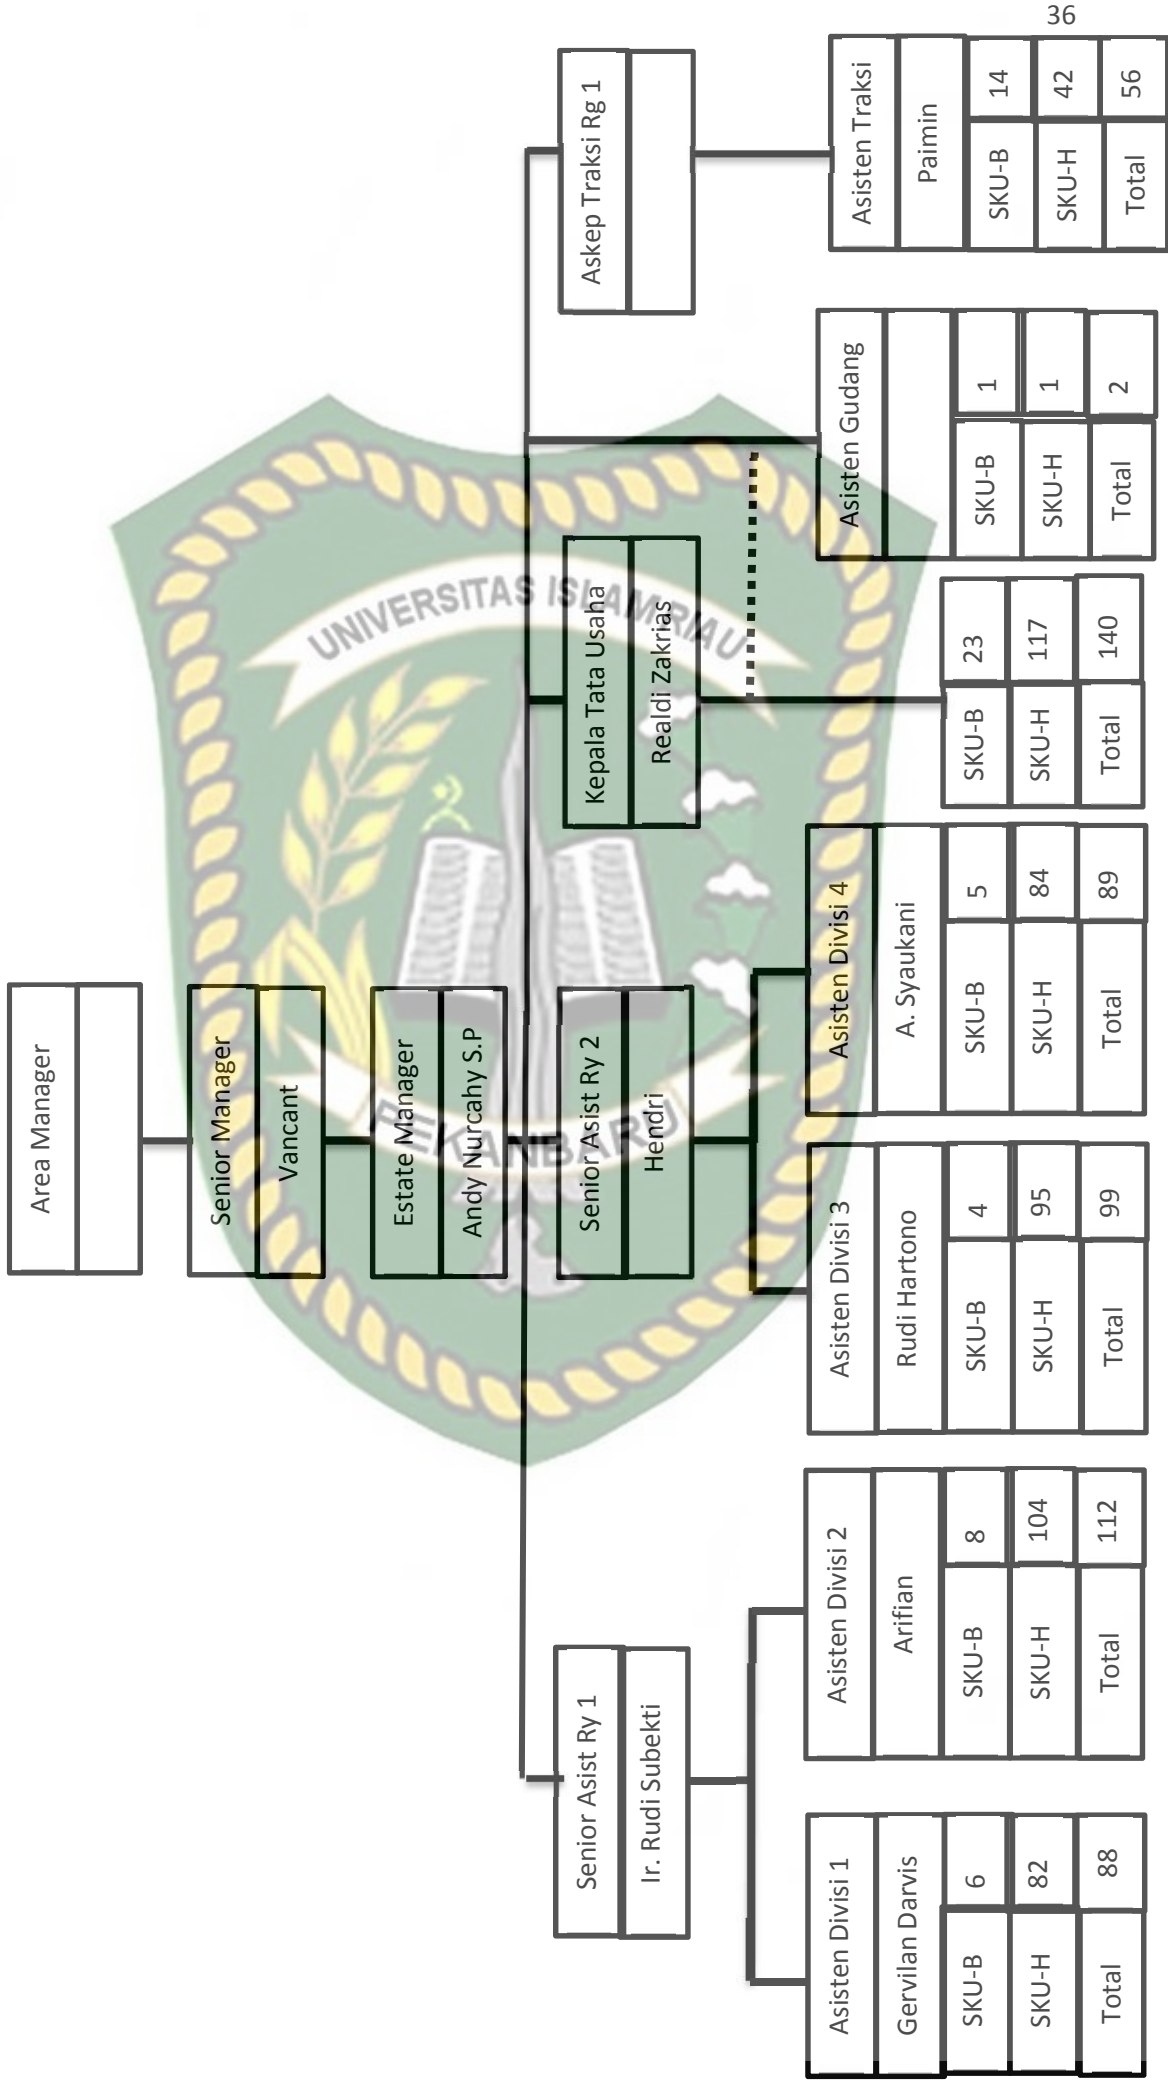 36
Area Manager
Senior Manager
Vancant
Estate Manager
Andy Nurcahy S.P
Senior Asist Ry 1
Ir. Rudi Subekti
Senior Asist Ry 2
Hendri
Kepala Tata Usaha
Realdi Zakrias
Askep Traksi Rg 1
Asisten Divisi 1
Gervilan Darvis
SKU-B 6
SKU-H 82
Total 88
Asisten Divisi 2
Arifian
SKU-B 8
SKU-H 104
Total 112
Asisten Divisi 3
Rudi Hartono
SKU-B 4
SKU-H 95
Total 99
Asisten Divisi 4
A. Syaukani
SKU-B 5
SKU-H 84
Total 89
SKU-B 23
SKU-H 117
Total 140
Asisten Gudang
SKU-B 1
SKU-H 1
Total 2
Asisten Traksi
Paimin
SKU-B 14
SKU-H 42
Total 56
UNIVERSITAS ISLAM RIAU
PEKANBARU